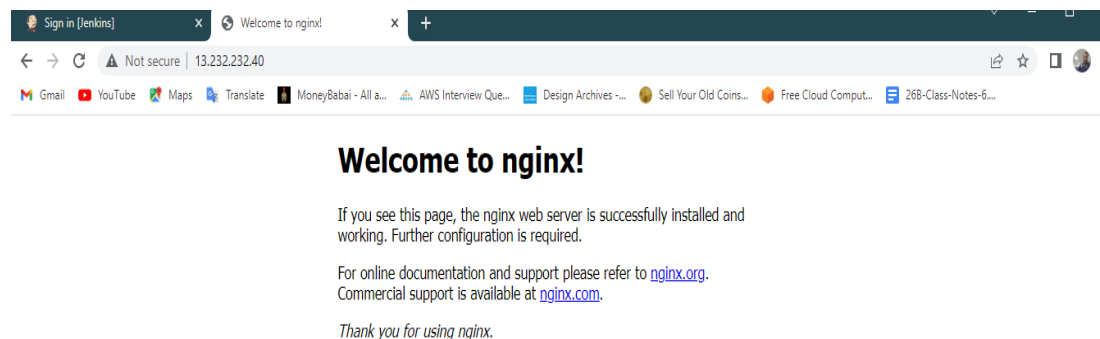 Sign in [Jenkins] Welcome to nginx!
Not secure 13.232.232.40
Gmail YouTube Maps Translate MoneyBabai - All a... AWS Interview Que... Design Archives -... Sell Your Old Coins... Free Cloud Comput... 26B-Class-Notes-6....
Welcome to nginx!
If you see this page, the nginx web server is successfully installed and
working. Further configuration is required.
For online documentation and support please refer to nginx.org.
Commercial support is available at nginx.com.
Thank you for using nginx.